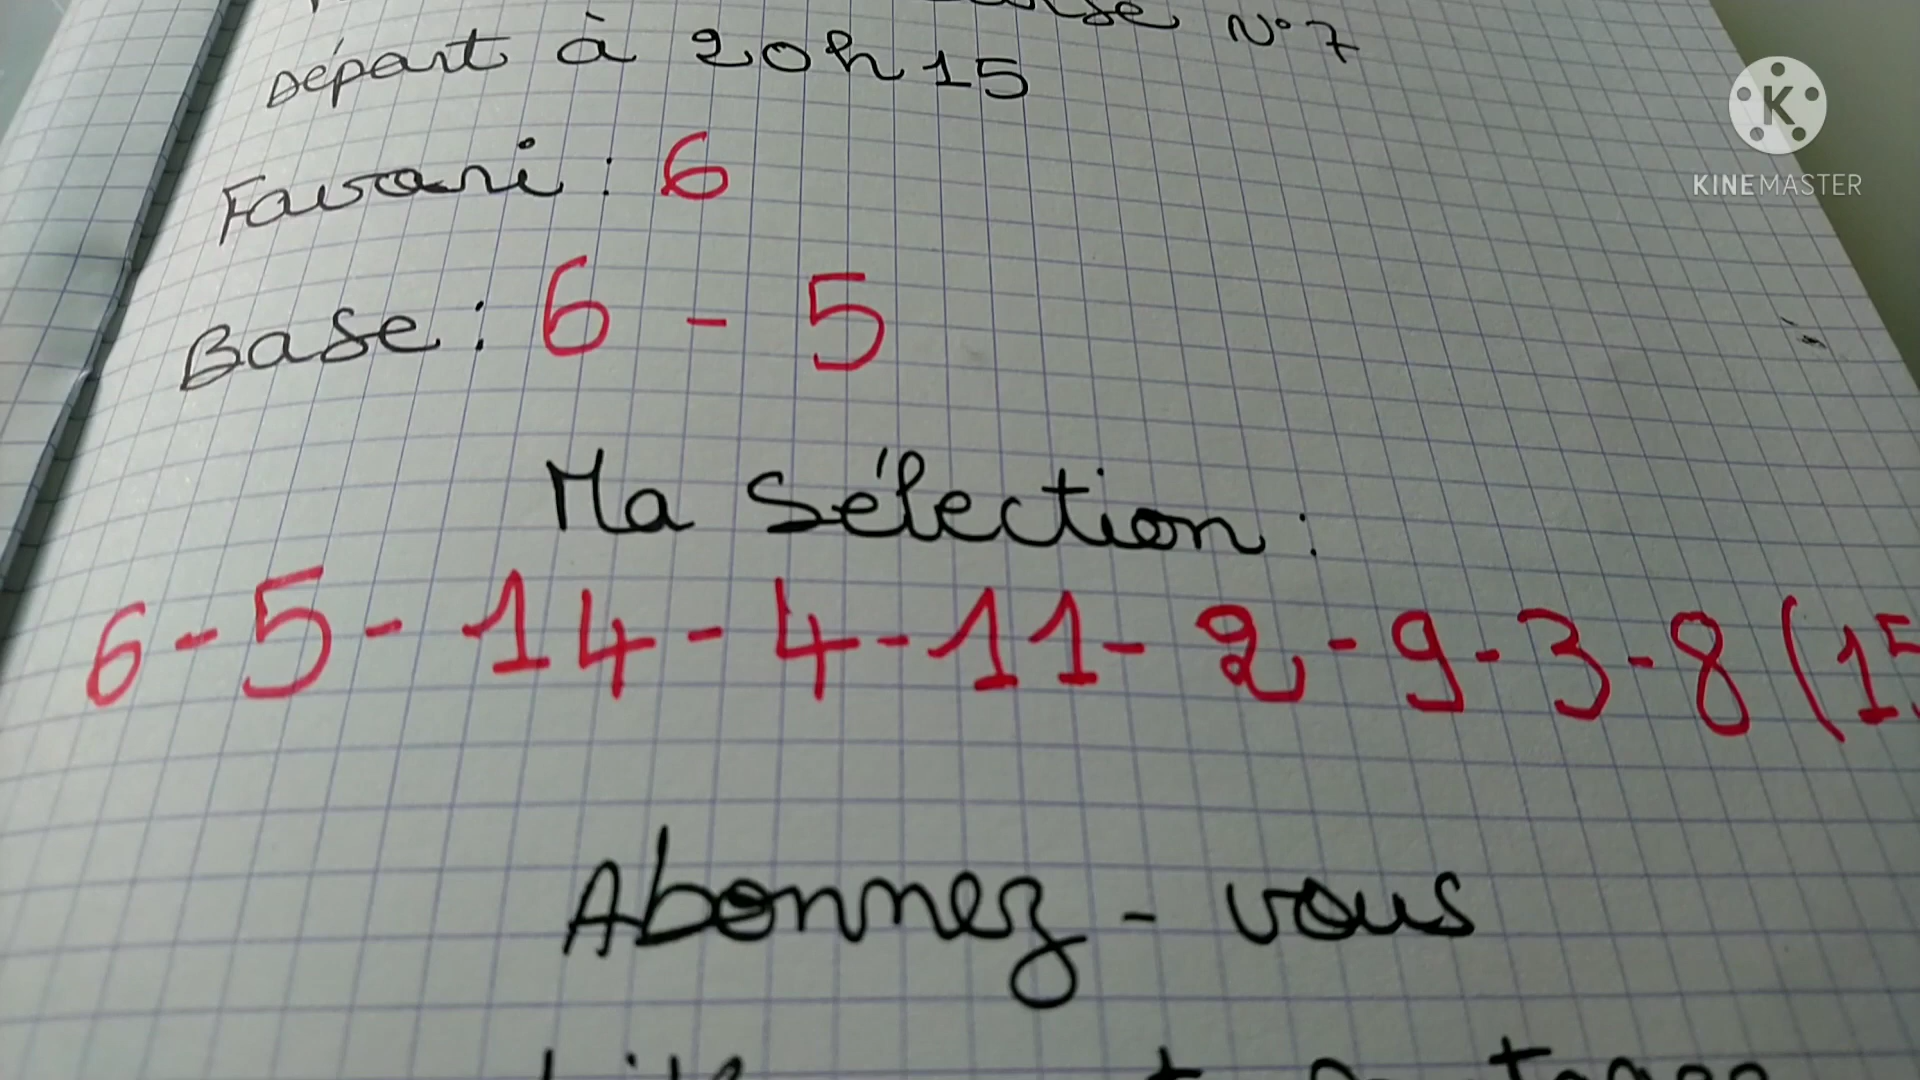 N°7
Départ à 20h15
Favori : 6
Base : 6 - 5
Ma Sélection :
6 - 5 - 14 - 4 - 11 - 2 - 9 - 3 - 8 (15
Abonnez - vous
K
KINEMASTER